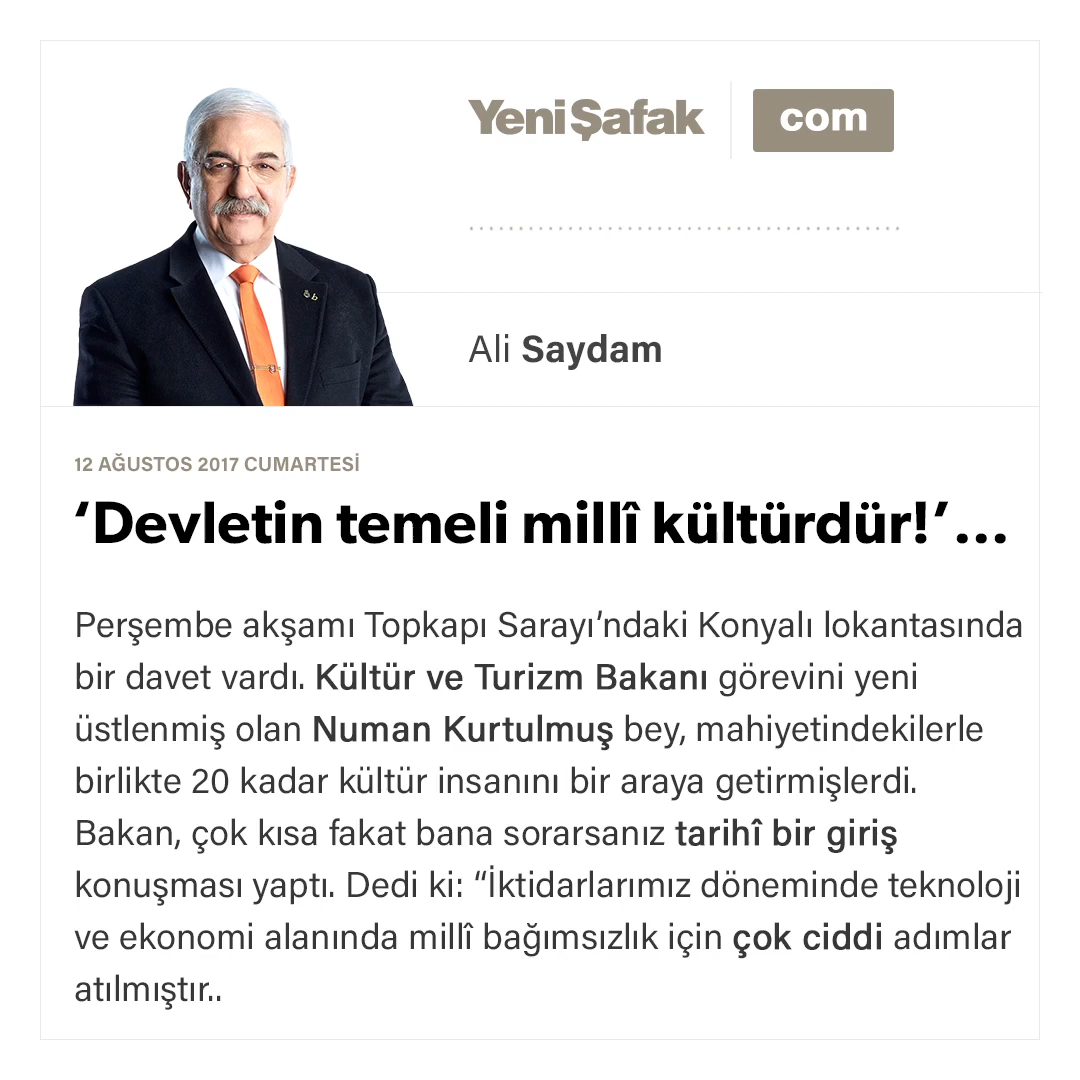 YeniŞafak
com
Ali Saydam
12 AĞUSTOS 2017 CUMARTESİ
‘Devletin temeli millî kültürdür!’...
Perşembe akşamı Topkapı Sarayı’ndaki Konyalı lokantasında
bir davet vardı. Kültür ve Turizm Bakanı görevini yeni
üstlenmiş olan Numan Kurtulmuş bey, mahiyetindekilerle
birlikte 20 kadar kültür insanını bir araya getirmişlerdi.
Bakan, çok kısa fakat bana sorarsanız tarihî bir giriş
konuşması yaptı. Dedi ki: “İktidarlarımız döneminde teknoloji
ve ekonomi alanında millî bağımsızlık için çok ciddi adımlar
atılmıştır..